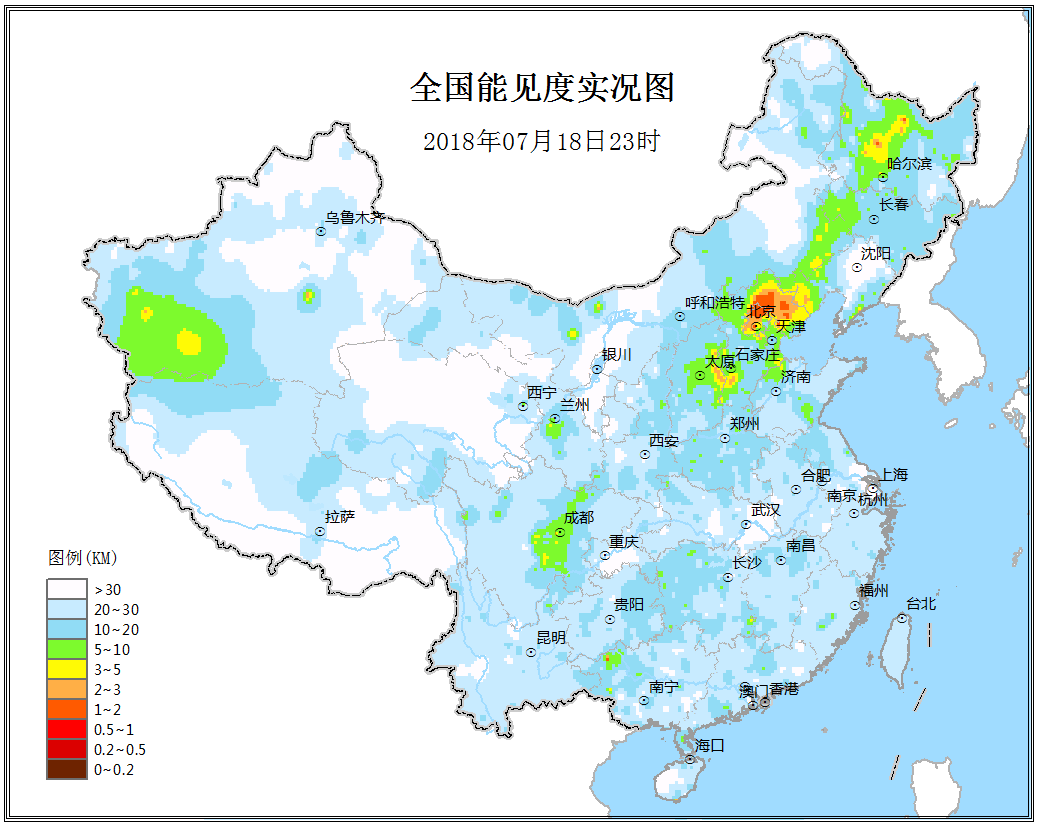 全国能见度实况图
2018年07月18日23时
哈尔滨
长春
乌鲁木齐
沈阳
呼和浩特
北京
天津
银川
太原
石家庄
济南
西宁
兰州
郑州
西安
合肥
上海
南京
杭州
拉萨
成都
武汉
重庆
南昌
长沙
贵阳
福州
台北
昆明
南宁
澳门
香港
海口
图例(KM)
>30
20~30
10~20
5~10
3~5
2~3
1~2
0.5~1
0.2~0.5
0~0.2